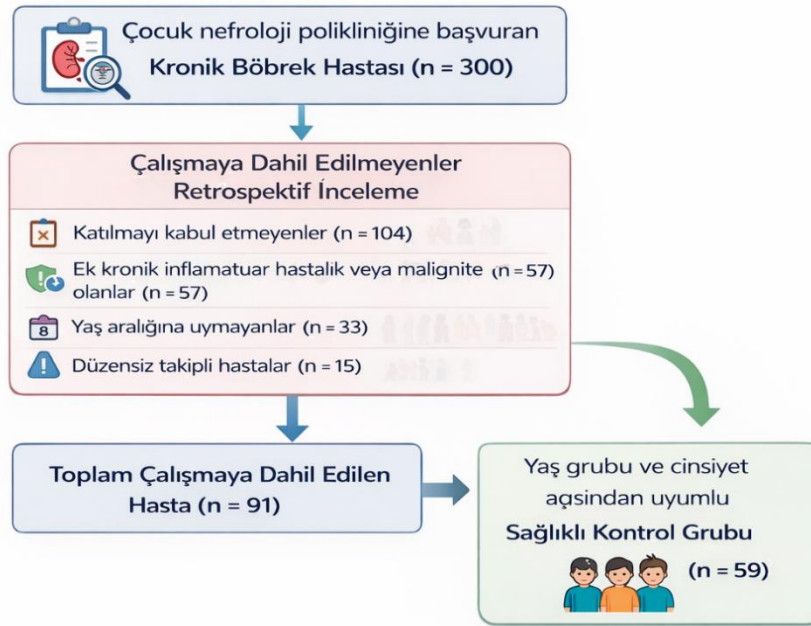 Çocuk nefroloji polikliniğine başvuran
Kronik Böbrek Hastası (n = 300)
Çalışmaya Dahil Edilmeyenler
Retrospektif İnceleme
Katılmayı kabul etmeyenler (n = 104)
Ek kronik inflamatuar hastalık veya malignite (n = 57)
olanlar (n = 57)
8
Yaş aralığına uymayanlar (n = 33)
Düzensiz takipli hastalar (n = 15)
Toplam Çalışmaya Dahil Edilen
Hasta (n = 91)
Yaş grubu ve cinsiyet
açısindan uyumlu
Sağlıklı Kontrol Grubu
(n = 59)